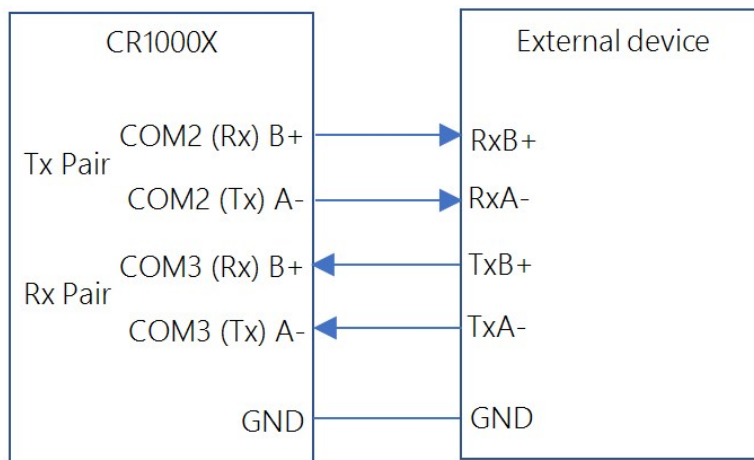 CR1000X
External device
Tx Pair
COM2 (Rx) B+
RxB+
COM2 (Tx) A-
RxA-
Rx Pair
COM3 (Rx) B+
TxB+
COM3 (Tx) A-
TxA-
GND
GND